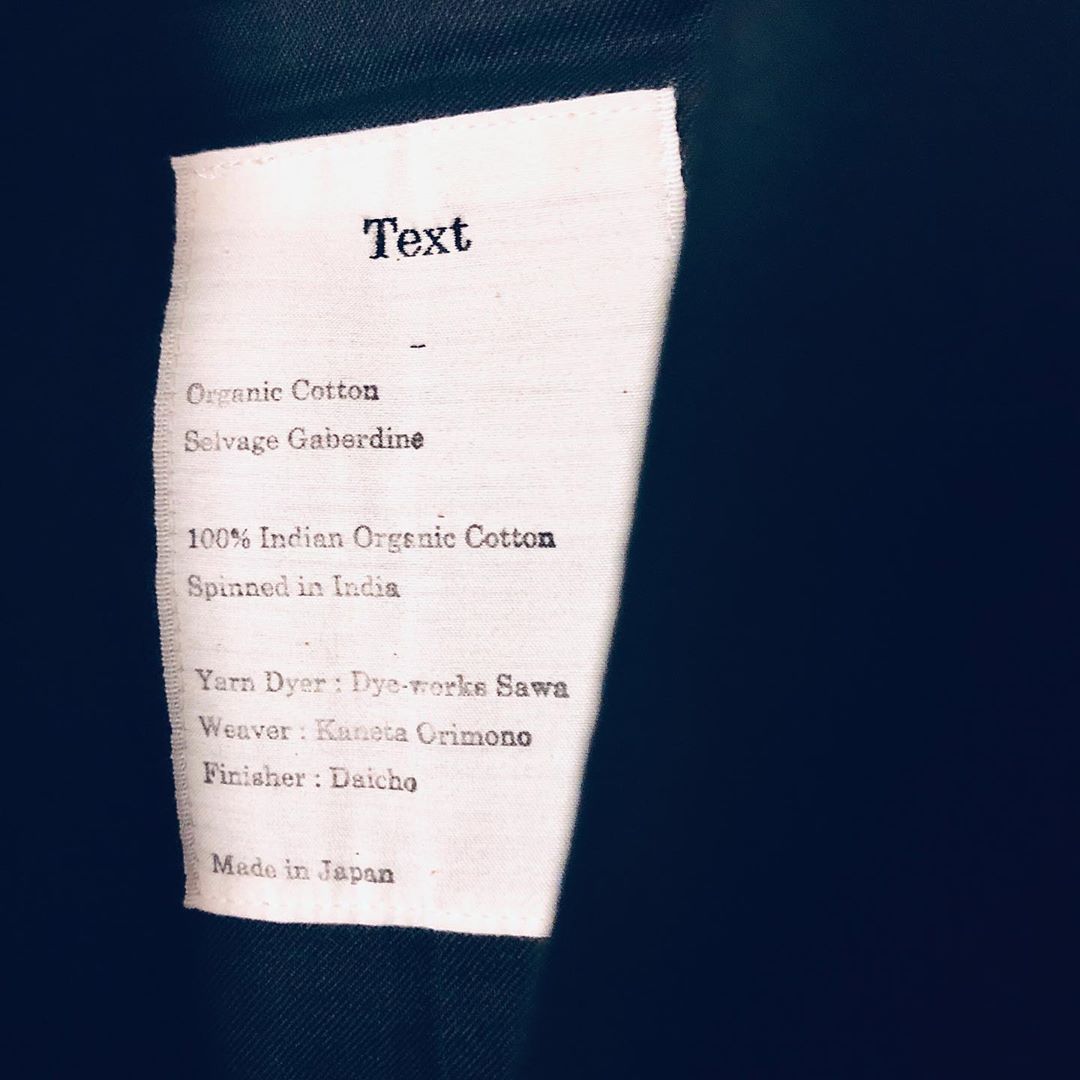 Text
-
Organic Cotton
Selvage Gaberdine
100% Indian Organic Cotton
Spinned in India
Yarn Dyer : Dye-works Sawa
Weaver : Kaneta Orimono
Finisher : Daicho
Made in Japan